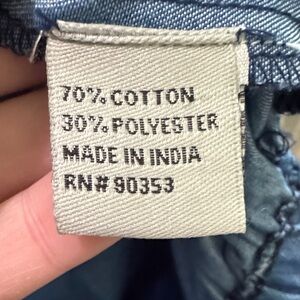 70% COTTON
30% POLYESTER
MADE IN INDIA
RN# 90353